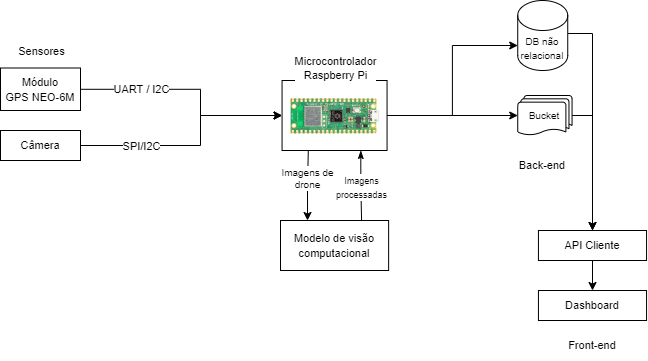 Sensores
Módulo
GPS NEO-6M
UART / I2C
Câmera
SPI/I2C
Microcontrolador
Raspberry Pi
Imagens de
drone
Imagens
processadas
Modelo de visão
computacional
DB não
relacional
Bucket
Back-end
API Cliente
Dashboard
Front-end